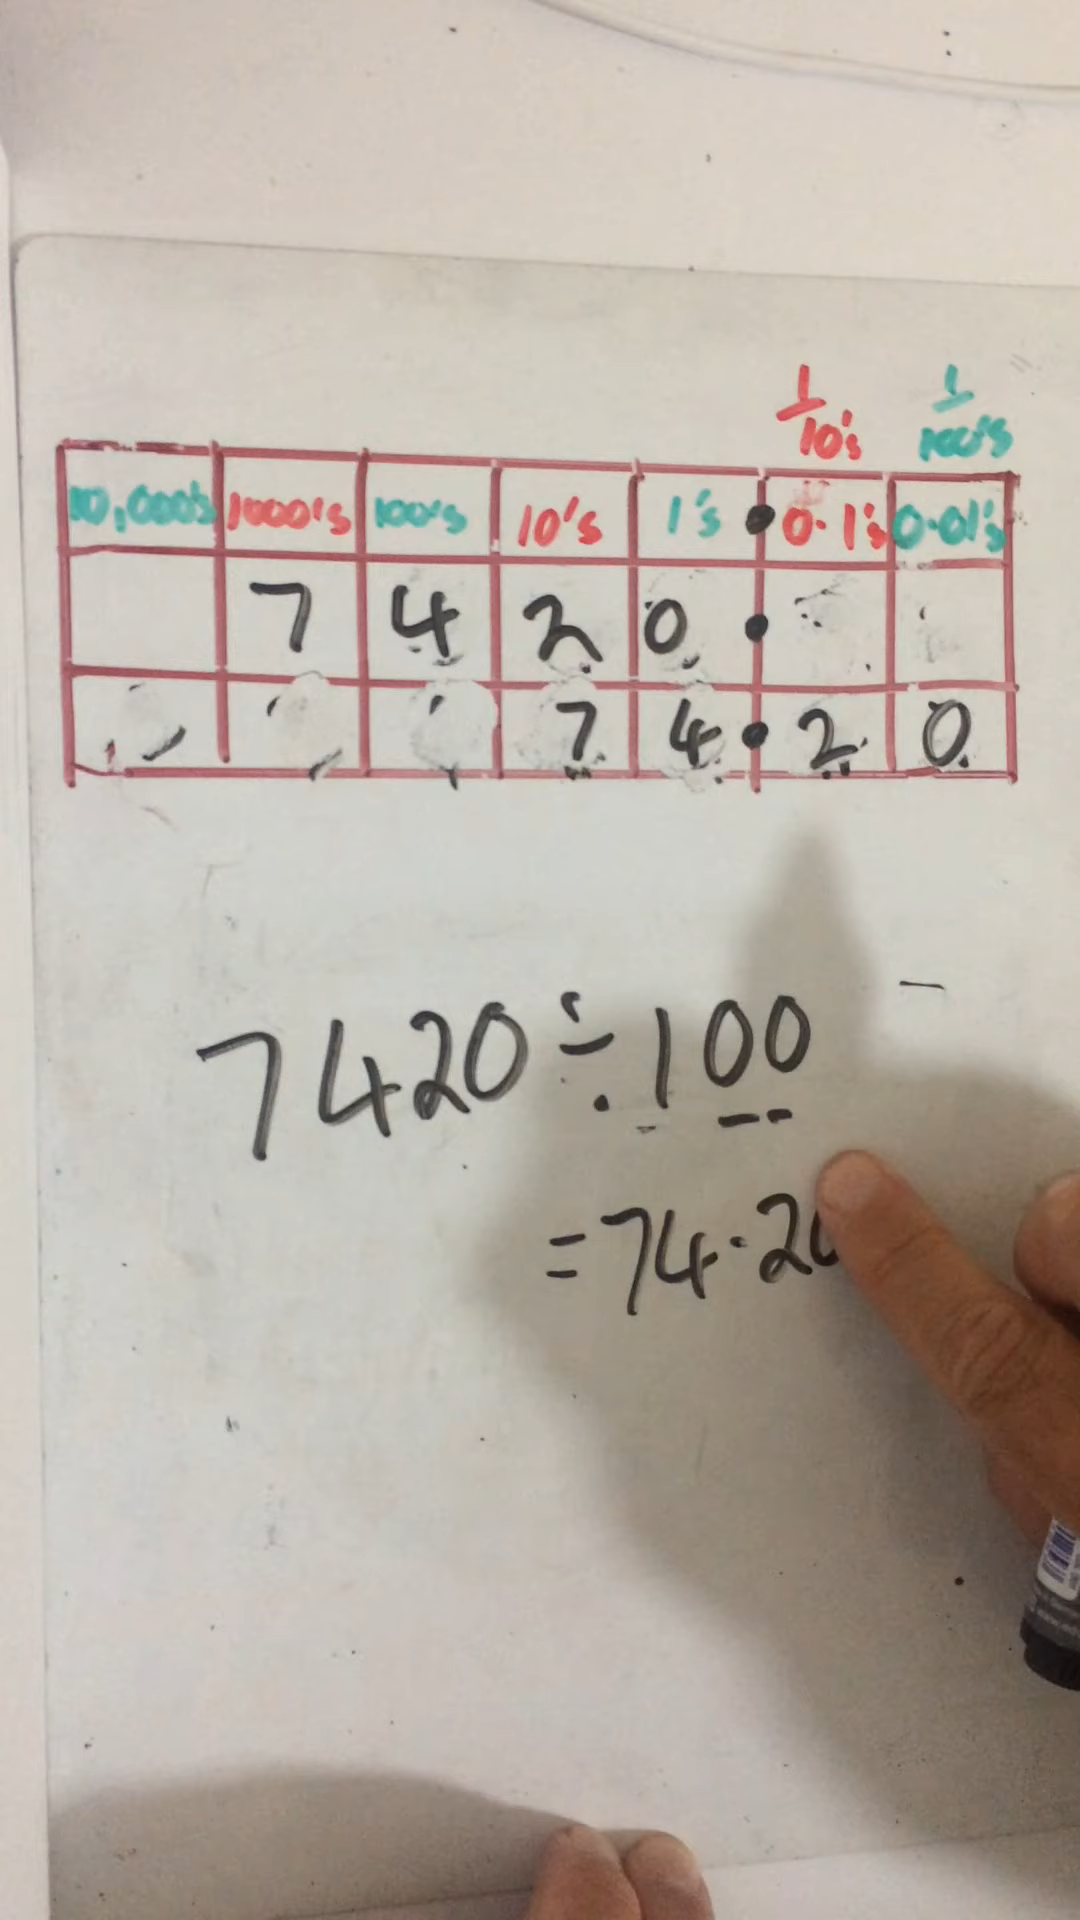 1/10's 1/100's
10,000's 1000's 100's 10's 1's • 0.1's 0.01's
7 4 2 0 •
7 4 • 2 0
7420 ÷ 100
= 74.20